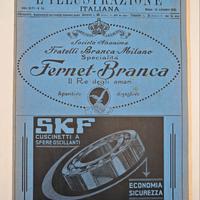 L'ILLUSTRAZIONE
ITALIANA
Società Anonima
Fratelli Branca-Milano
Specialità
Fernet-Branca
Il Re degli amari
Aperitivo digestivo
SKF
CUSCINETTI A
SFERE OSCILLANTI
ECONOMIA
SICUREZZA